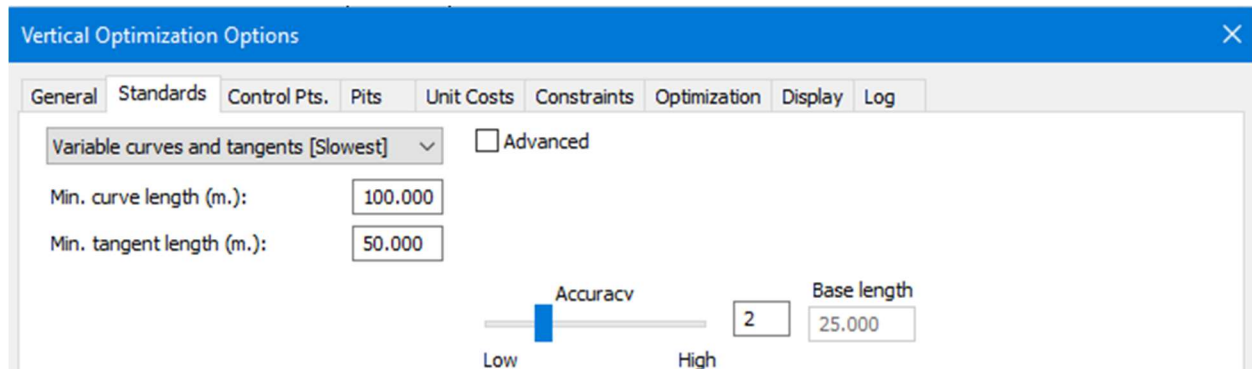 Vertical Optimization Options
General Standards Control Pts. Pits Unit Costs Constraints Optimization Display Log
Variable curves and tangents [Slowest] Advanced
Min. curve length (m.): 100.000
Min. tangent length (m.): 50.000
Accuracy Base length
2 25.000
Low High